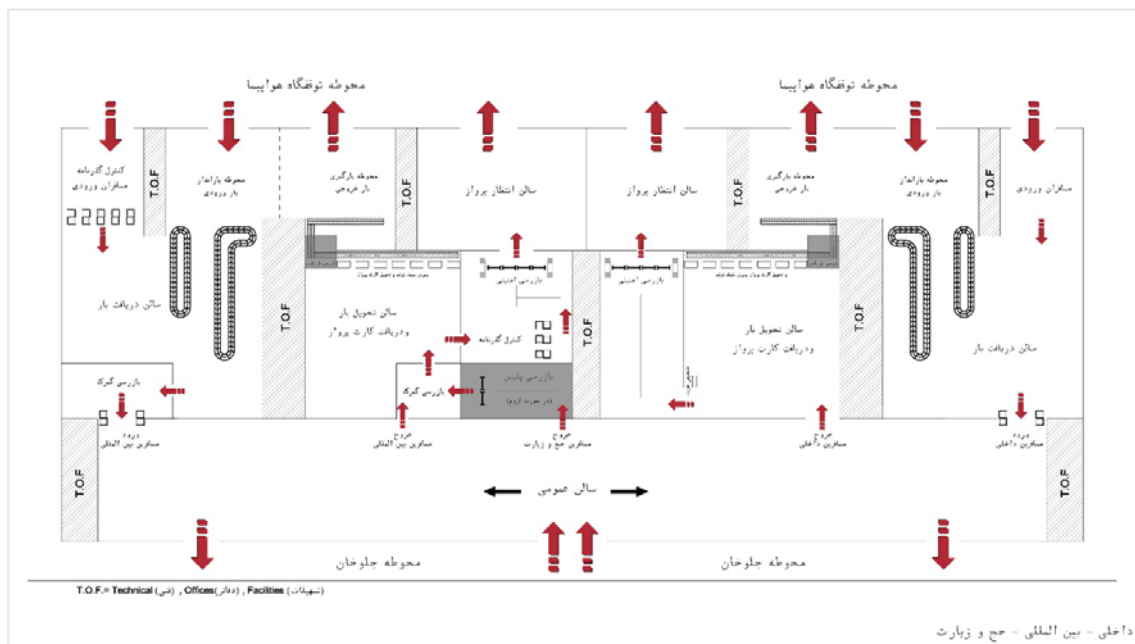 محوطه توقفگاه هواپیما
محوطه توقفگاه هواپیما
کنترل گذرنامه
مسافران ورودی
T.O.F
محوطه بارانداز
بار ورودی
محوطه بارگیری
بار خروجی
T.O.F
سالن انتظار پرواز
سالن انتظار پرواز
T.O.F
محوطه بارگیری
بار خروجی
محوطه بارانداز
بار ورودی
T.O.F
مسافران ورودی
سالن دریافت بار
T.O.F
سالن تحویل بار
و دریافت کارت پرواز
بازرسی امنیتی
کنترل گذرنامه
T.O.F
بازرسی امنیتی
سالن تحویل بار
و دریافت کارت پرواز
T.O.F
سالن دریافت بار
بازرسی گمرک
بازرسی گمرک
بازرسی پلیس
(در صورت لزوم)
ورود
مسافرین بین المللی
خروج
مسافرین بین المللی
خروج
مسافرین حج و زیارت
خروج
مسافرین داخلی
ورود
مسافرین داخلی
T.O.F
سالن عمومی
T.O.F
محوطه جلوخان
محوطه جلوخان
T.O.F.= Technical (فنی) , Offices(دفاتر) , Facilities (تسهیلات)
داخلی - بین المللی - حج و زیارت